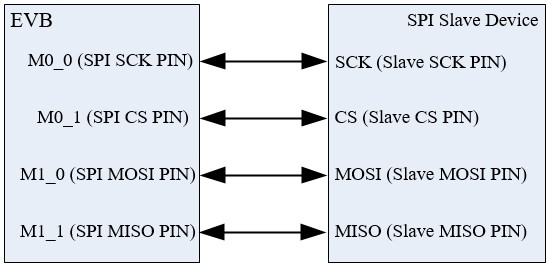 EVB
SPI Slave Device
M0_0 (SPI SCK PIN)
SCK (Slave SCK PIN)
M0_1 (SPI CS PIN)
CS (Slave CS PIN)
M1_0 (SPI MOSI PIN)
MOSI (Slave MOSI PIN)
M1_1 (SPI MISO PIN)
MISO (Slave MISO PIN)